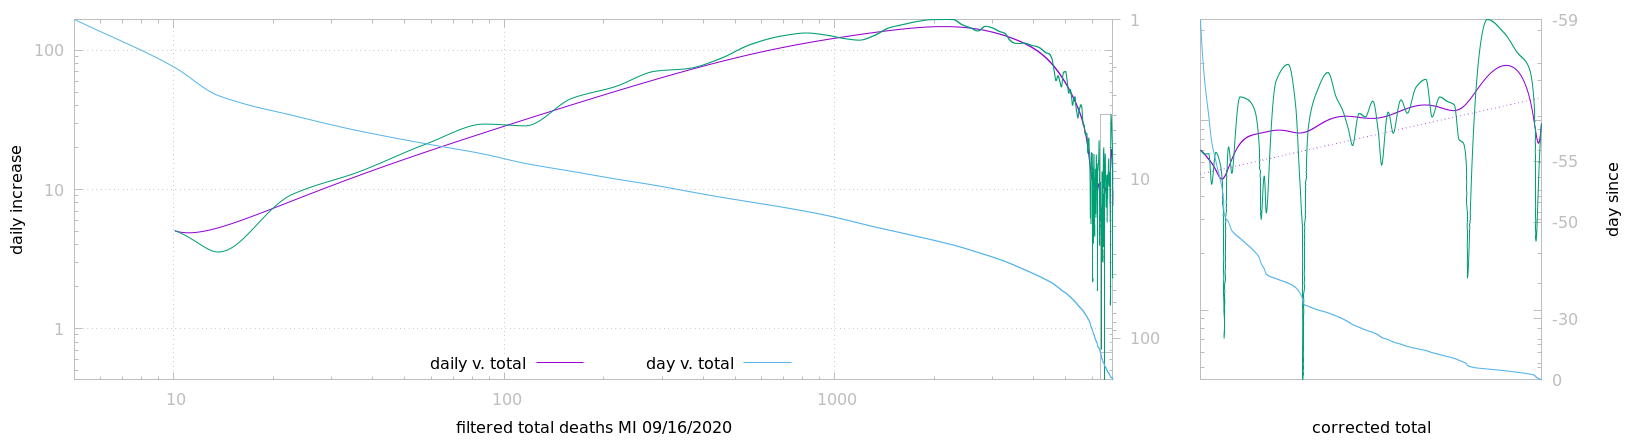 100
10
1
daily increase
10
100
1000
filtered total deaths MI 09/16/2020
daily v. total
day v. total
1
10
100
-59
-55
-50
-30
0
day since
corrected total